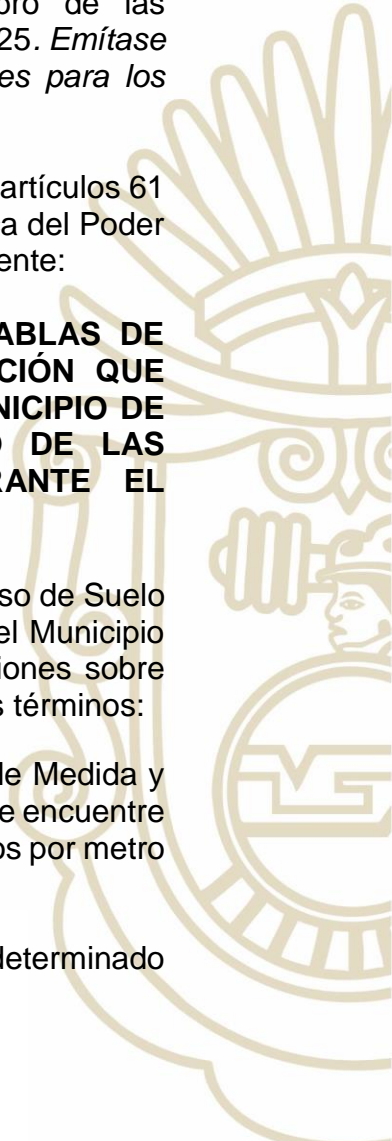 bro de las
25. Emítase
es para los
artículos 61
a del Poder
ente:
ABLAS DE
CIÓN QUE
NICIPIO DE
O DE LAS
RANTE EL
so de Suelo
el Municipio
iones sobre
s términos:
de Medida y
e encuentre
os por metro
determinado